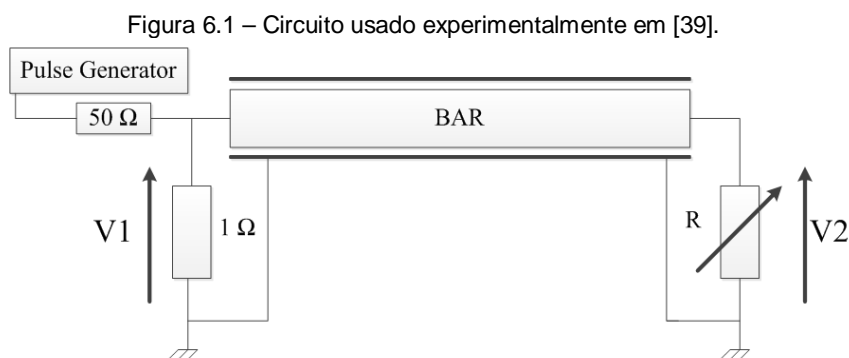 Figura 6.1 – Circuito usado experimentalmente em [39].
Pulse Generator
50 Ω
BAR
V1
1 Ω
R
V2